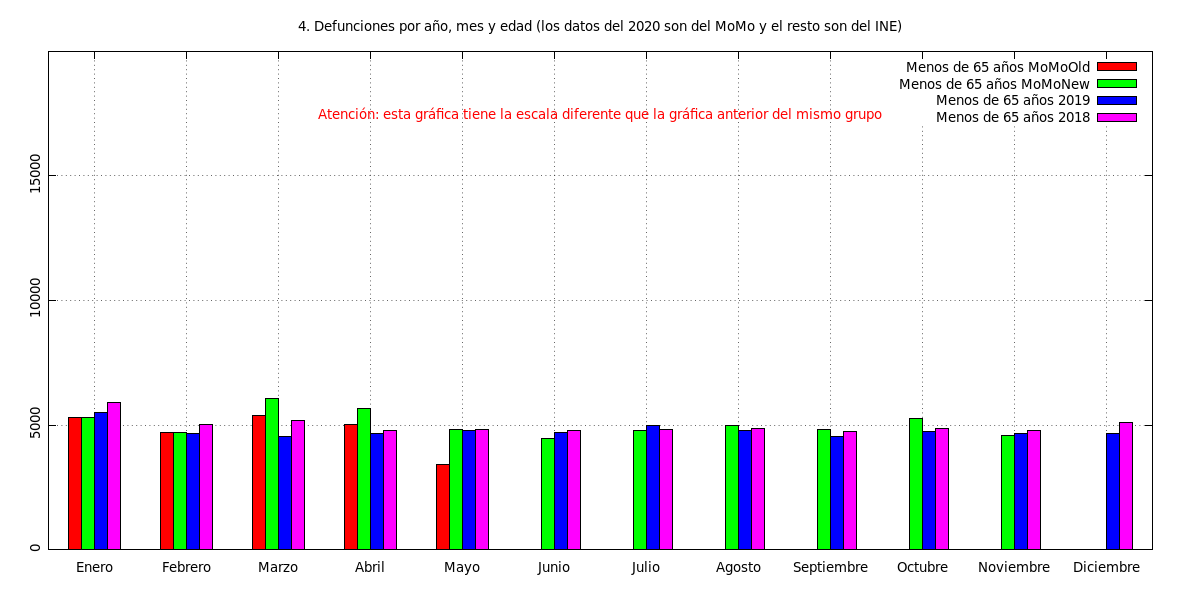 4. Defunciones por año, mes y edad (los datos del 2020 son del MoMo y el resto son del INE)
Menos de 65 años MoMoOld
Menos de 65 años MoMoNew
Menos de 65 años 2019
Menos de 65 años 2018
Atención: esta gráfica tiene la escala diferente que la gráfica anterior del mismo grupo
15000
10000
5000
0
Enero Febrero Marzo Abril Mayo Junio Julio Agosto Septiembre Octubre Noviembre Diciembre